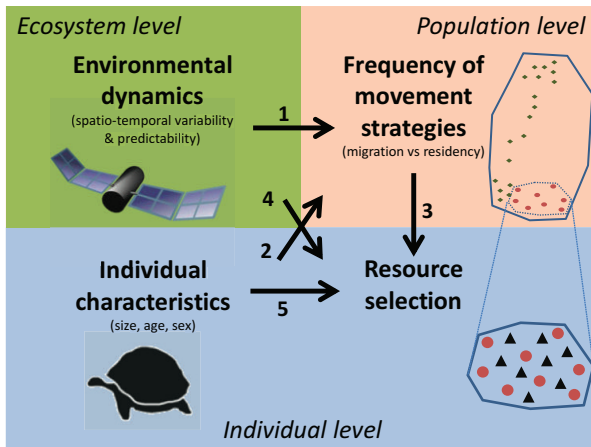 Ecosystem level
Population level
Environmental
dynamics
(spatio-temporal variability
& predictability)
1
Frequency of
movement
strategies
(migration vs residency)
4
2
3
Individual
characteristics
(size, age, sex)
5
Resource
selection
Individual level